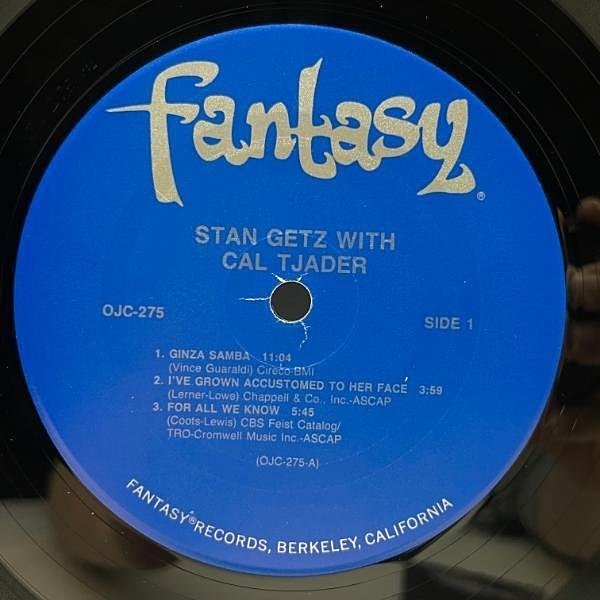 fantasy®
STAN GETZ WITH
CAL TJADER
OJC-275
SIDE 1
1. GINZA SAMBA 11:04
(Vince Guaraldi) Cireco-BMI
2. I'VE GROWN ACCUSTOMED TO HER FACE 3:59
(Lerner-Lowe) Chappell & Co., Inc.-ASCAP
3. FOR ALL WE KNOW 5:45
(Coots-Lewis) CBS Feist Catalog/
TRO-Cromwell Music Inc.-ASCAP
(OJC-275-A)
FANTASY® RECORDS, BERKELEY, CALIFORNIA